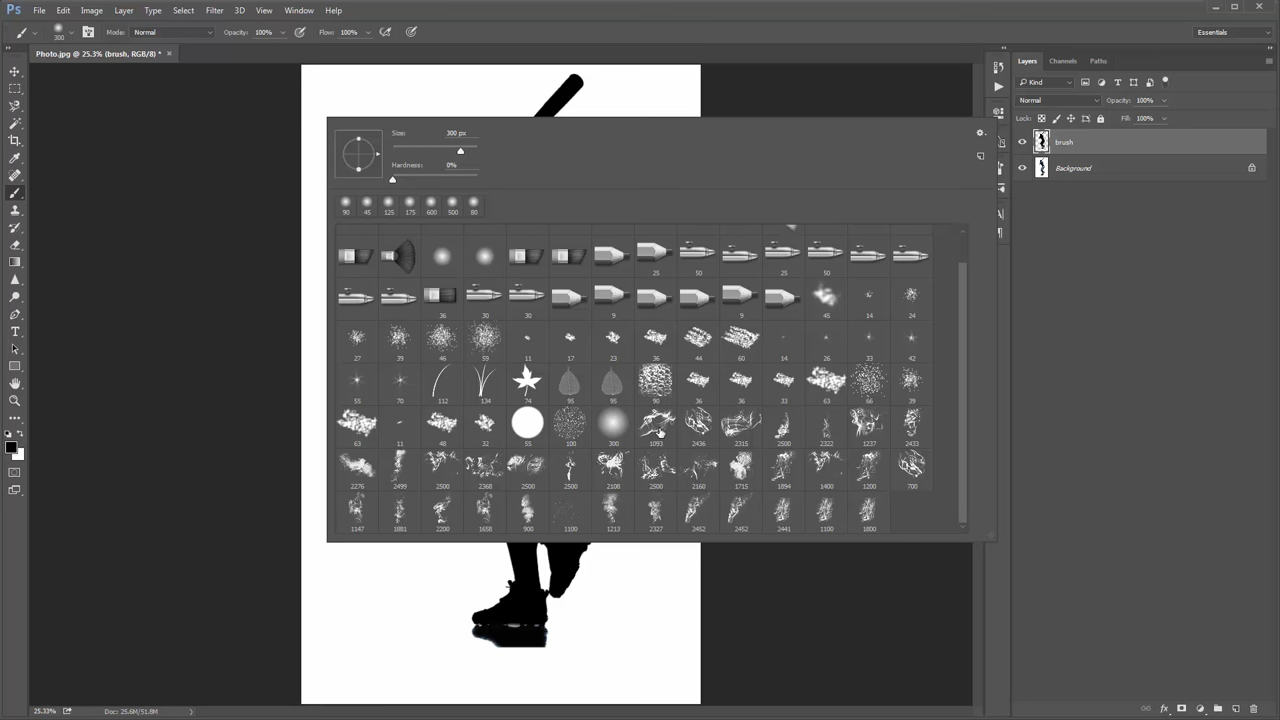 Ps File Edit Image Layer Type Select Filter 3D View Window Help
300 Mode: Normal Opacity: 100% Flow: 100% Essentials
Photo.jpg @ 25.3% (brush, RGB/8) * ×
Layers Channels Paths
Kind
Normal Opacity: 100%
Lock: Fill: 100%
brush
Background
Size: 300 px
Hardness: 0%
90 45 125 175 600 500 80
25 50 25 50
36 30 30 9 9 45 14 24
27 39 46 59 11 17 23 36 44 60 14 26 33 42
55 70 112 134 74 95 95 90 36 36 33 63 66 39
63 11 48 32 55 100 300 1093 2436 2315 2500 2322 1237 2433
2276 2499 2500 2368 2500 2500 2108 2500 2160 1715 1894 1400 1200 700
1147 1881 2200 1658 900 1100 1213 2327 2452 2452 2441 1100 1800
25.33% Doc: 25.6M/51.8M